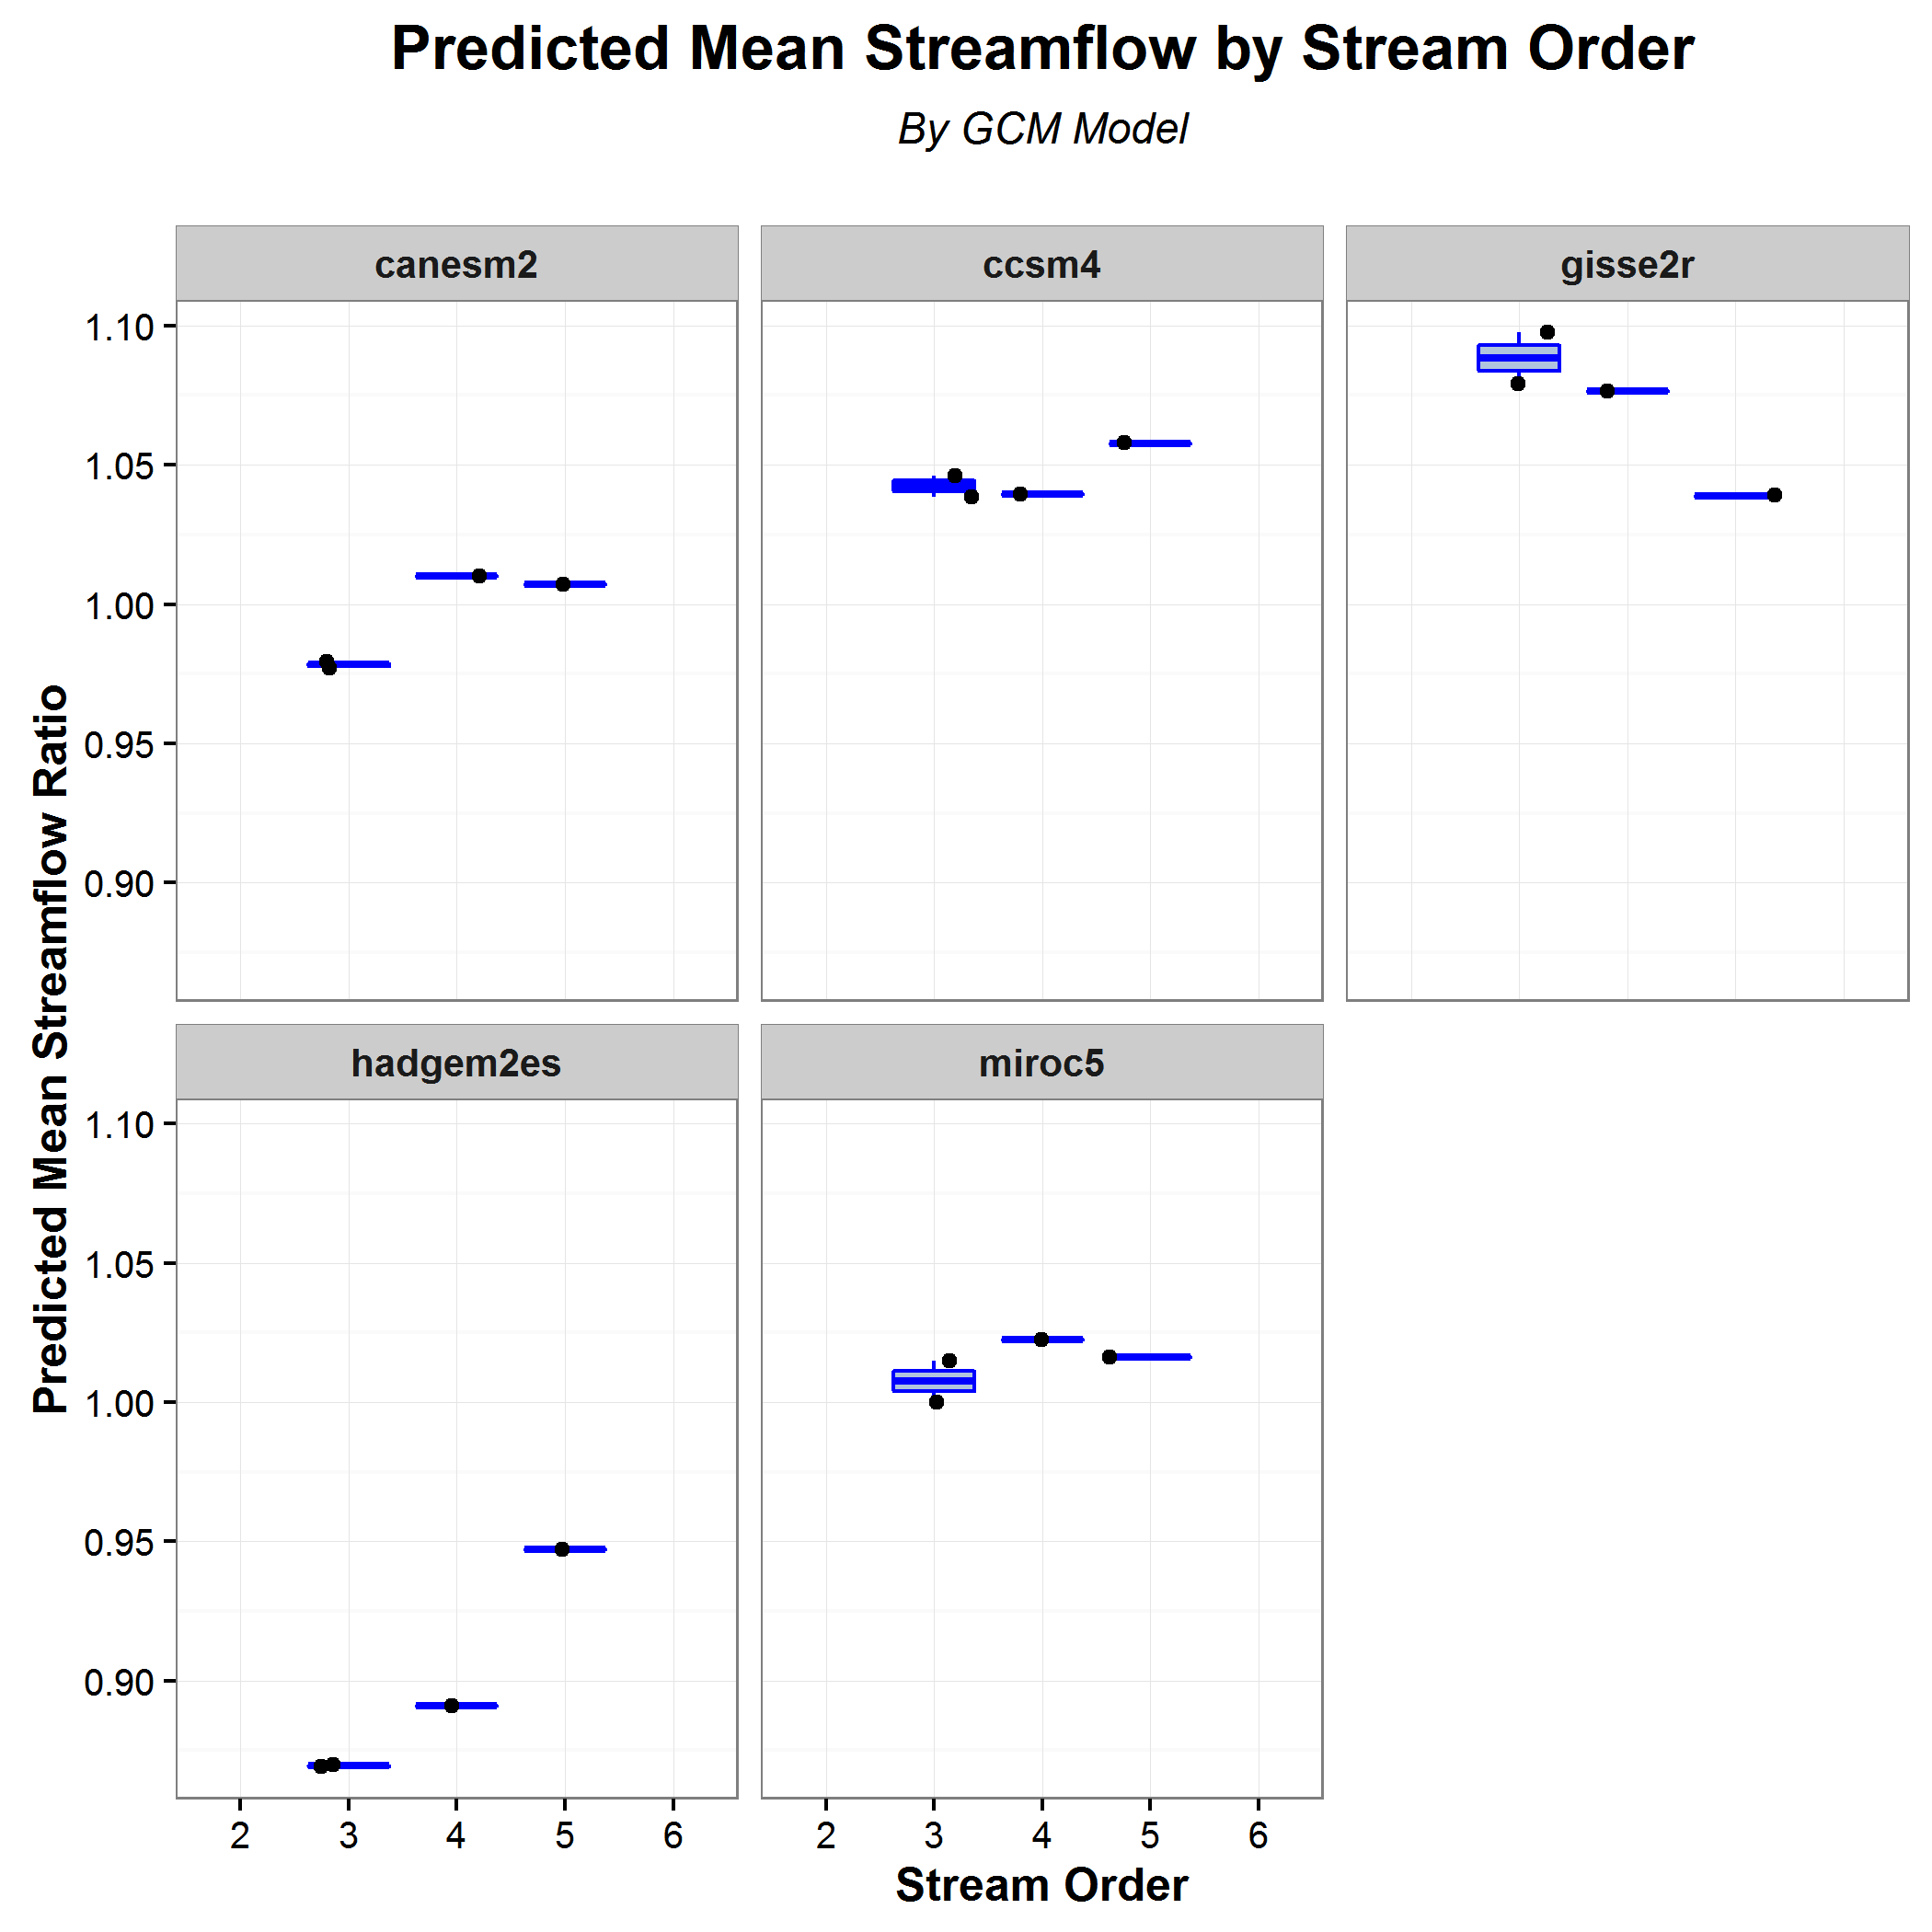 Predicted Mean Streamflow by Stream Order
By GCM Model
canesm2
ccsm4
gisse2r
1.10
1.05
1.00
0.95
0.90
Predicted Mean Streamflow Ratio
hadgem2es
miroc5
1.10
1.05
1.00
0.95
0.90
2 3 4 5 6
2 3 4 5 6
Stream Order